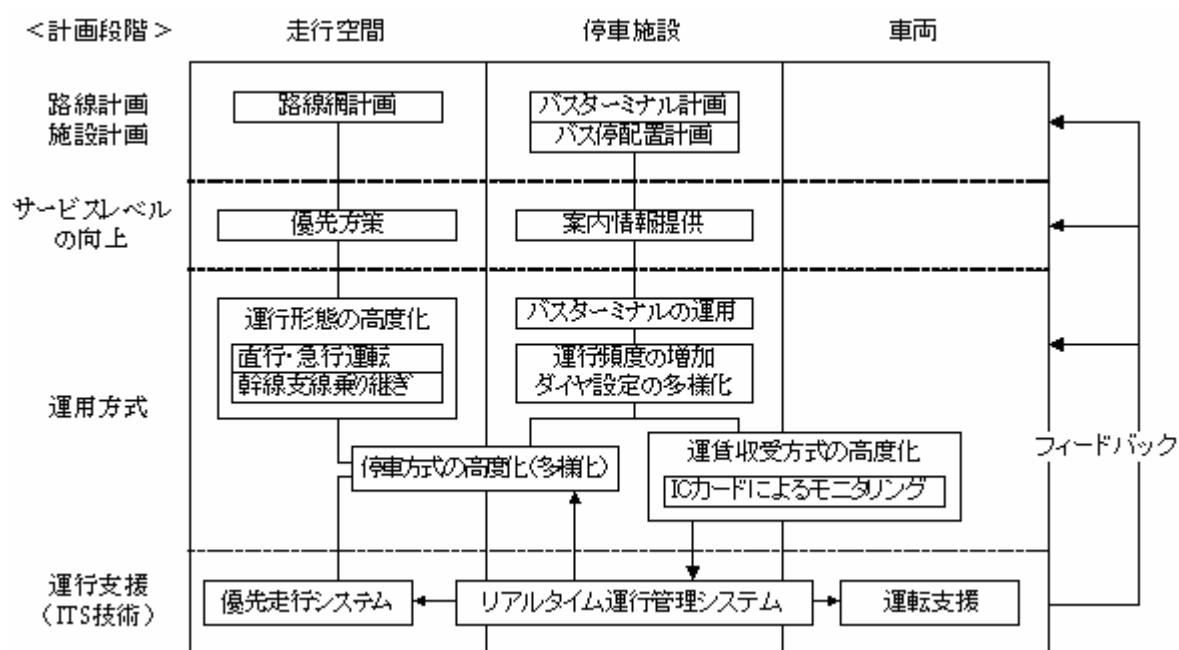 ＜計画段階＞
走行空間
停車施設
車両
路線計画
施設計画
路線網計画
バスターミナル計画
バス停配置計画
サービスレベル
の向上
優先方策
案内情報提供
運用方式
運行形態の高度化
直行・急行運転
幹線支線乗り継ぎ
バスターミナルの運用
運行頻度の増加
ダイヤ設定の多様化
停車方式の高度化(多様化)
運賃収受方式の高度化
ICカードによるモニタリング
フィードバック
運行支援
（ITS技術）
優先走行システム
リアルタイム運行管理システム
運転支援